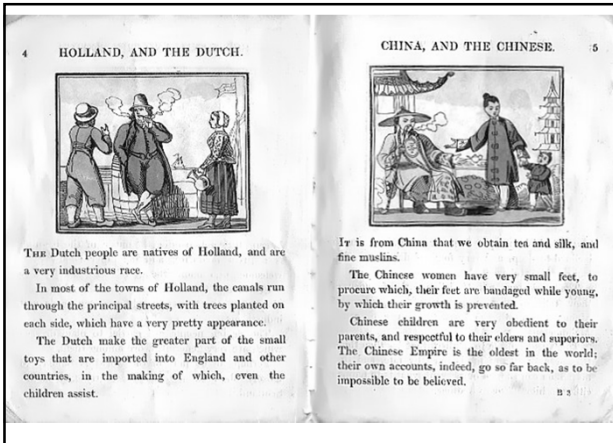 4 HOLLAND, AND THE DUTCH.
THE Dutch people are natives of Holland, and are
a very industrious race.
In most of the towns of Holland, the canals run
through the principal streets, with trees planted on
each side, which have a very pretty appearance.
The Dutch make the greater part of the small
toys that are imported into England and other
countries, in the making of which, even the
children assist.
CHINA, AND THE CHINESE. 5
IT is from China that we obtain tea and silk, and
fine muslins.
The Chinese women have very small feet, to
procure which, their feet are bandaged while young,
by which their growth is prevented.
Chinese children are very obedient to their
parents, and respectful to their elders and superiors.
The Chinese Empire is the oldest in the world;
their own accounts, indeed, go so far back, as to be
impossible to be believed.
B 3